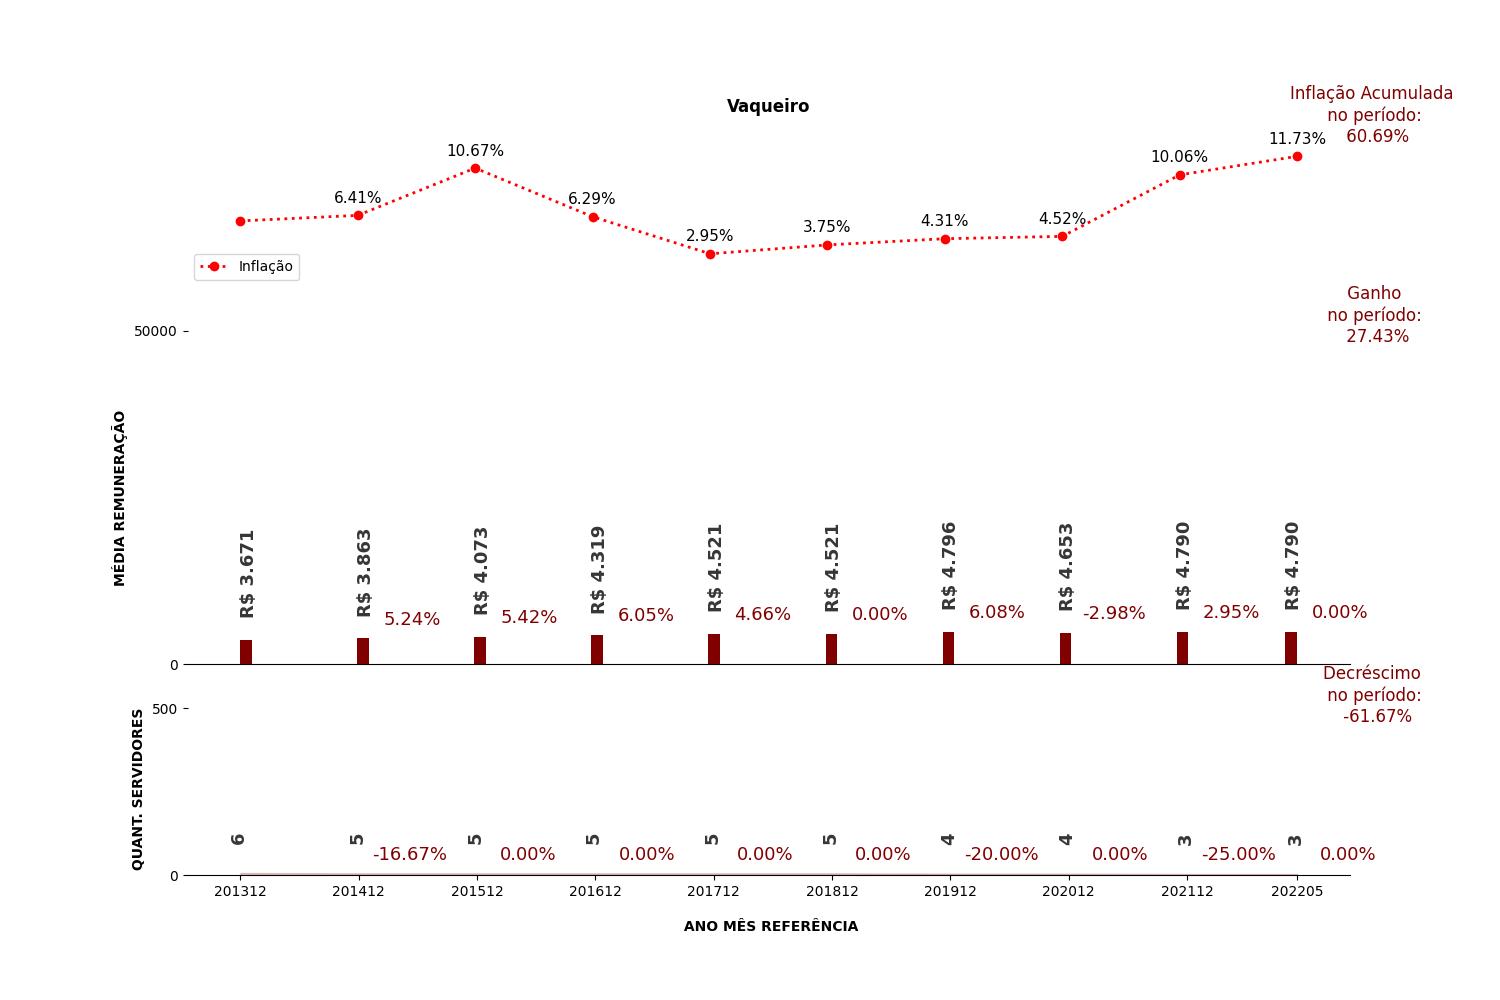 Vaqueiro
Inflação Acumulada
no período:
60.69%
6.41%
10.67%
6.29%
2.95%
3.75%
4.31%
4.52%
10.06%
11.73%
Inflação
Ganho
no período:
27.43%
50000
0
MÉDIA REMUNERAÇÃO
R$ 3.671
R$ 3.863
R$ 4.073
R$ 4.319
R$ 4.521
R$ 4.521
R$ 4.796
R$ 4.653
R$ 4.790
R$ 4.790
5.24%
5.42%
6.05%
4.66%
0.00%
6.08%
-2.98%
2.95%
0.00%
Decréscimo
no período:
-61.67%
500
0
QUANT. SERVIDORES
6
5
5
5
5
5
4
4
3
3
-16.67%
0.00%
0.00%
0.00%
0.00%
-20.00%
0.00%
-25.00%
0.00%
201312
201412
201512
201612
201712
201812
201912
202012
202112
202205
ANO MÊS REFERÊNCIA